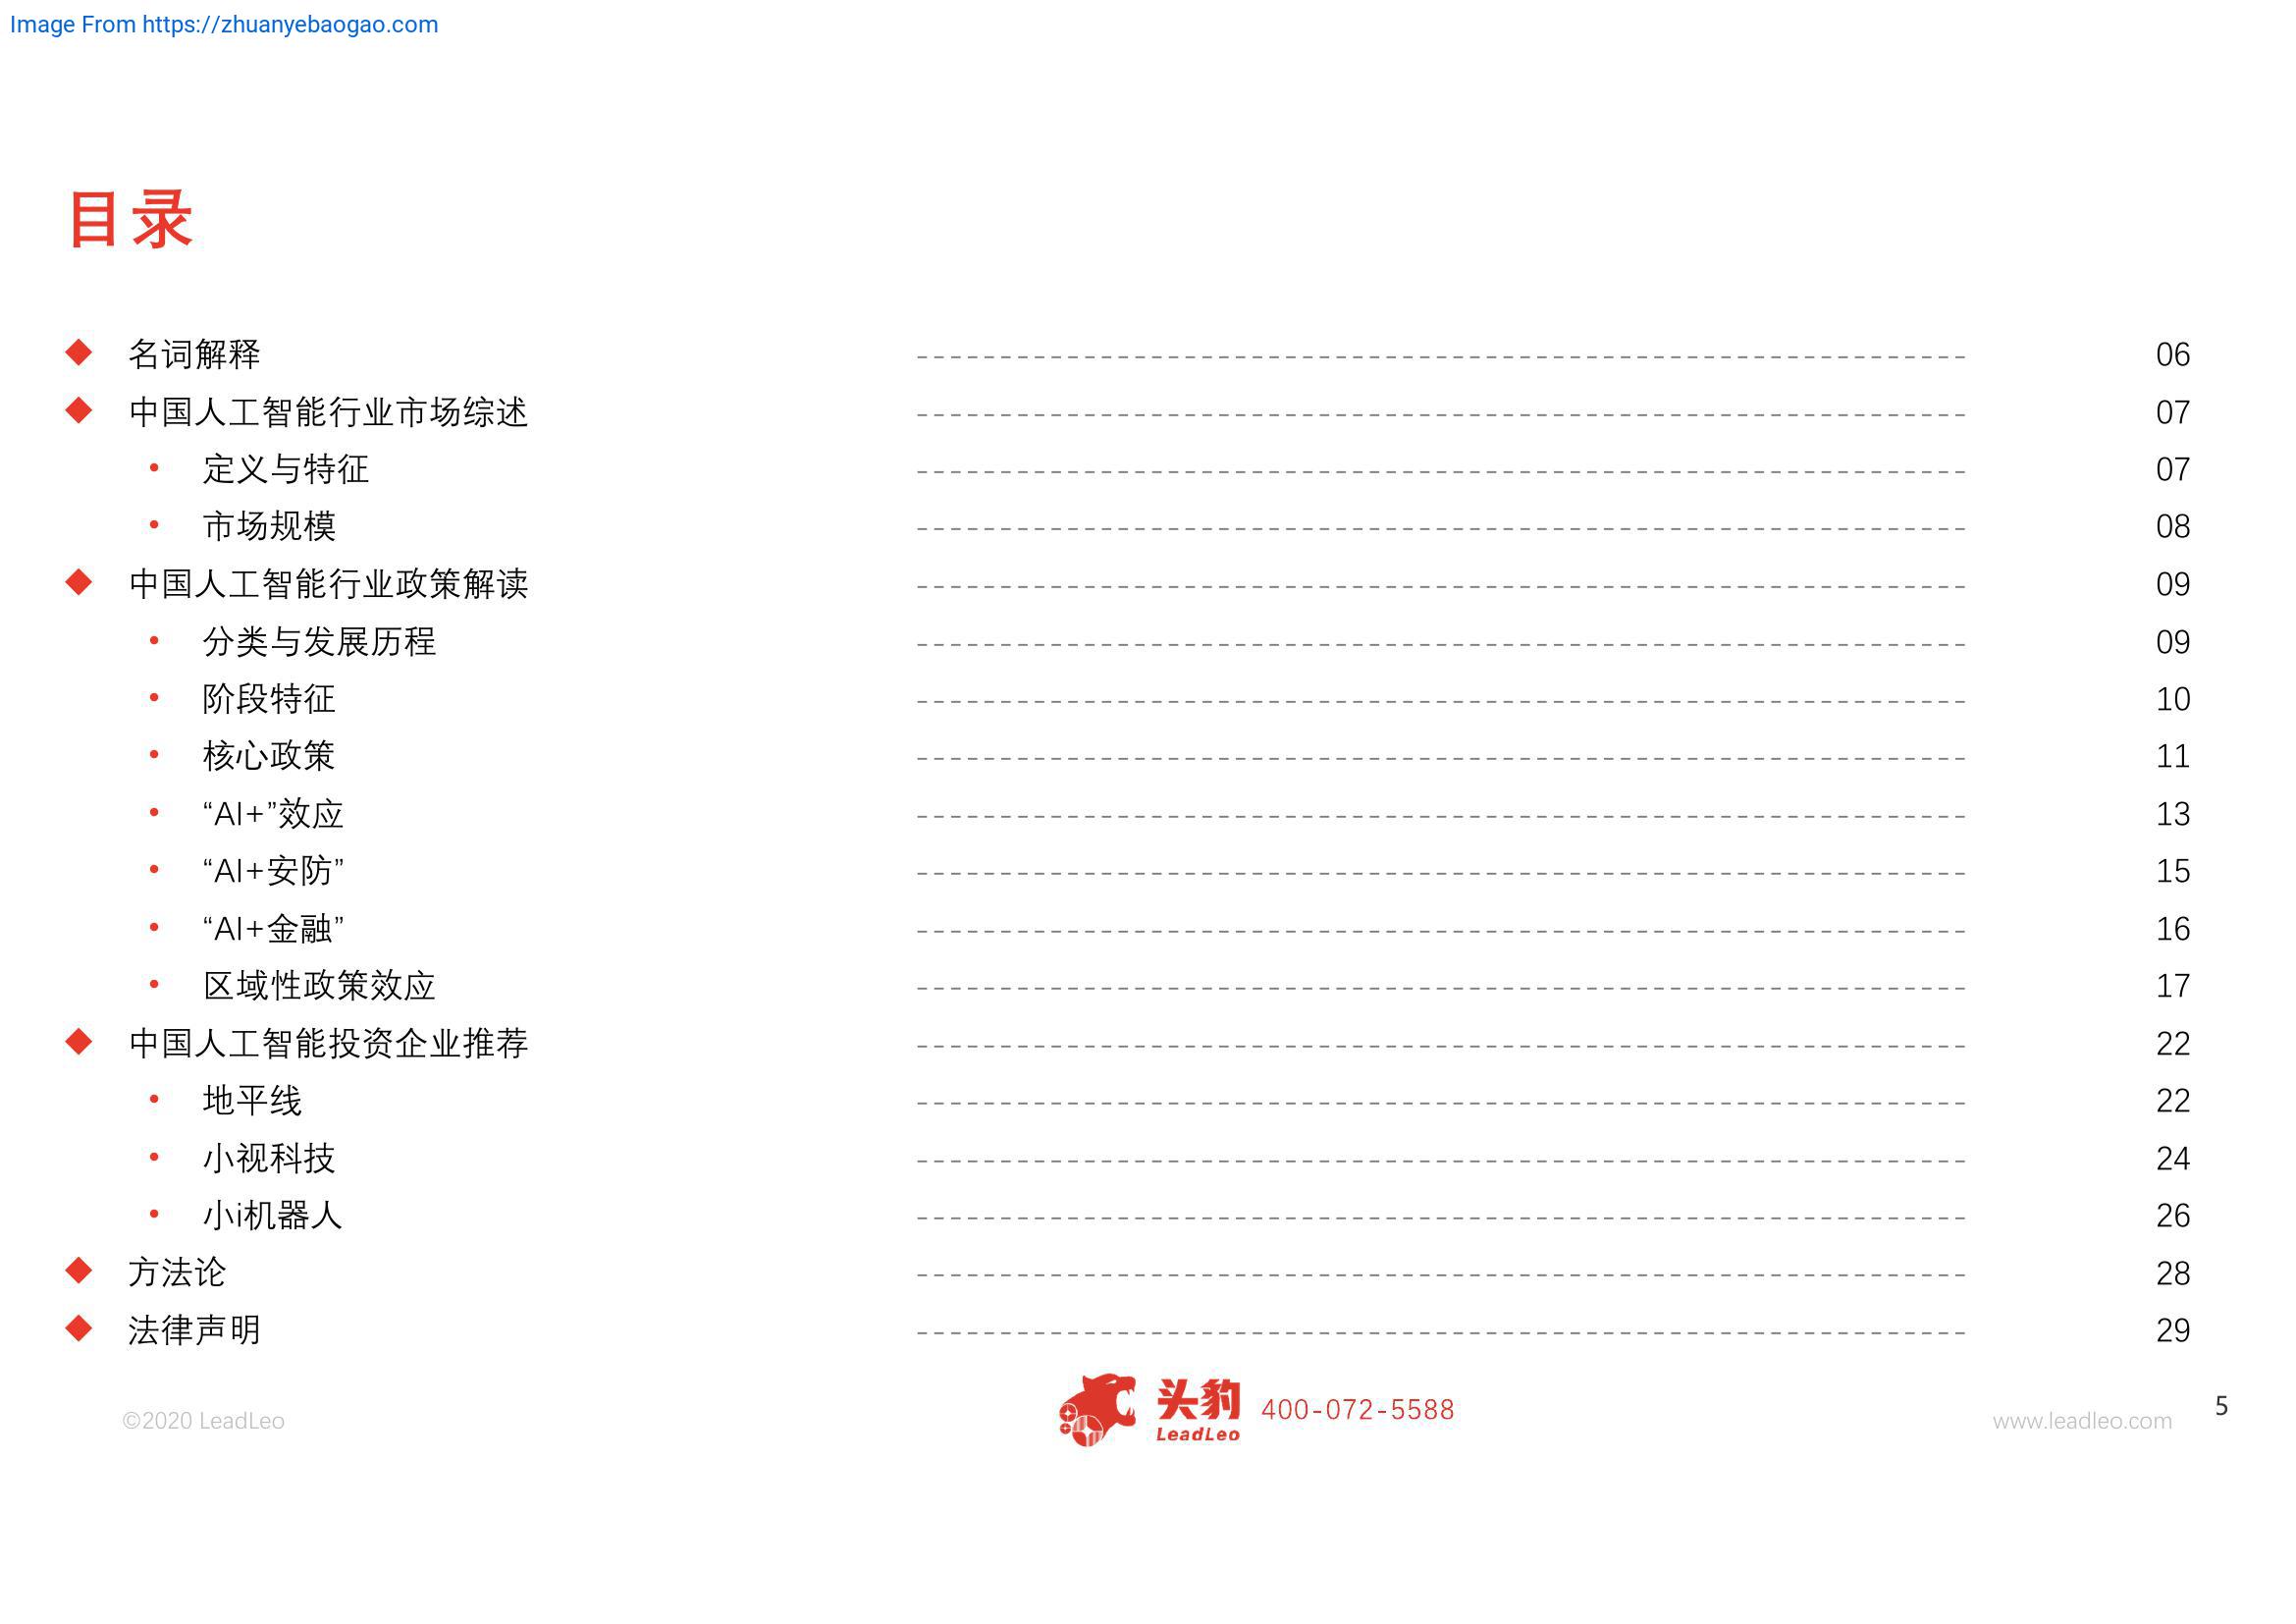 Image From https://zhuanyebaogao.com
目录
名词解释 06
中国人工智能行业市场综述 07
定义与特征 07
市场规模 08
中国人工智能行业政策解读 09
分类与发展历程 09
阶段特征 10
核心政策 11
“AI+”效应 13
“AI+安防” 15
“AI+金融” 16
区域性政策效应 17
中国人工智能投资企业推荐 22
地平线 22
小视科技 24
小i机器人 26
方法论 28
法律声明 29
©2020 LeadLeo
头豹
LeadLeo
400-072-5588
www.leadleo.com
5